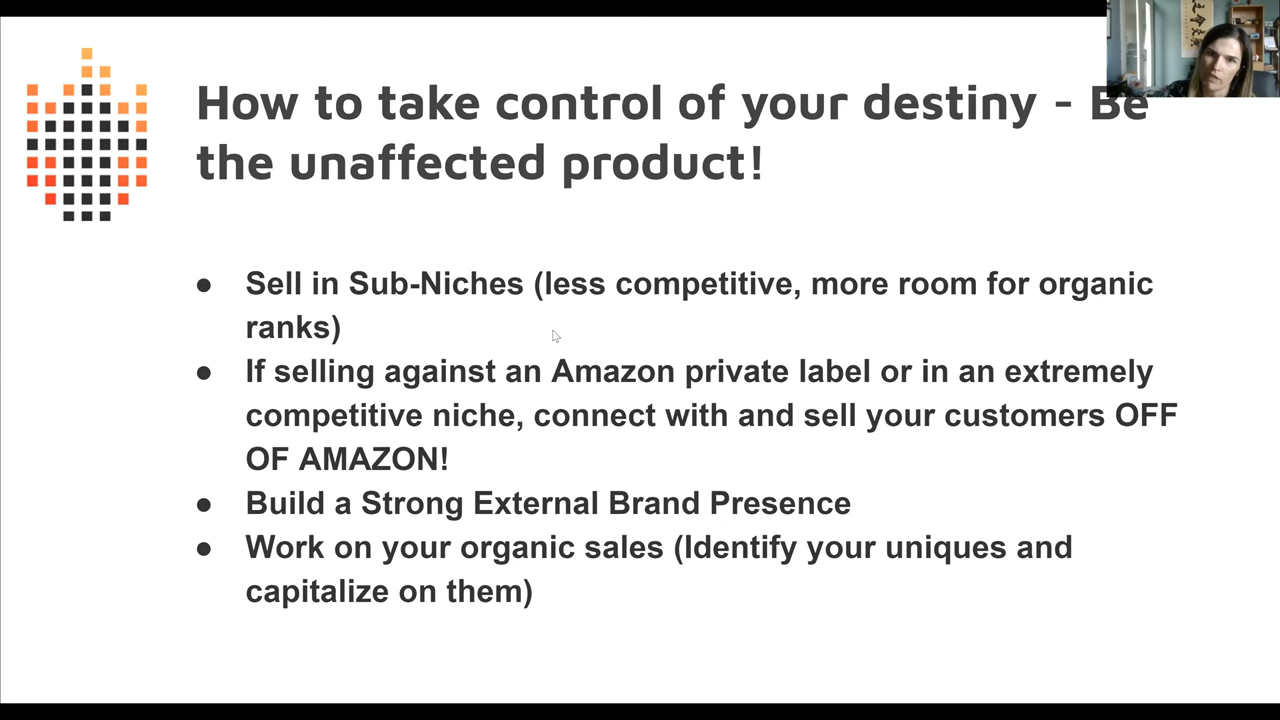 How to take control of your destiny - Be
the unaffected product!
● Sell in Sub-Niches (less competitive, more room for organic
ranks)
● If selling against an Amazon private label or in an extremely
competitive niche, connect with and sell your customers OFF
OF AMAZON!
● Build a Strong External Brand Presence
● Work on your organic sales (Identify your uniques and
capitalize on them)